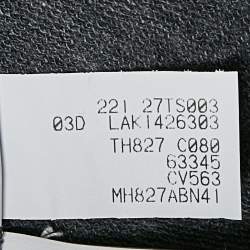 221 27TS003
03D LAK1426303
TH827 C080
63345
CV563
MH827ABN41